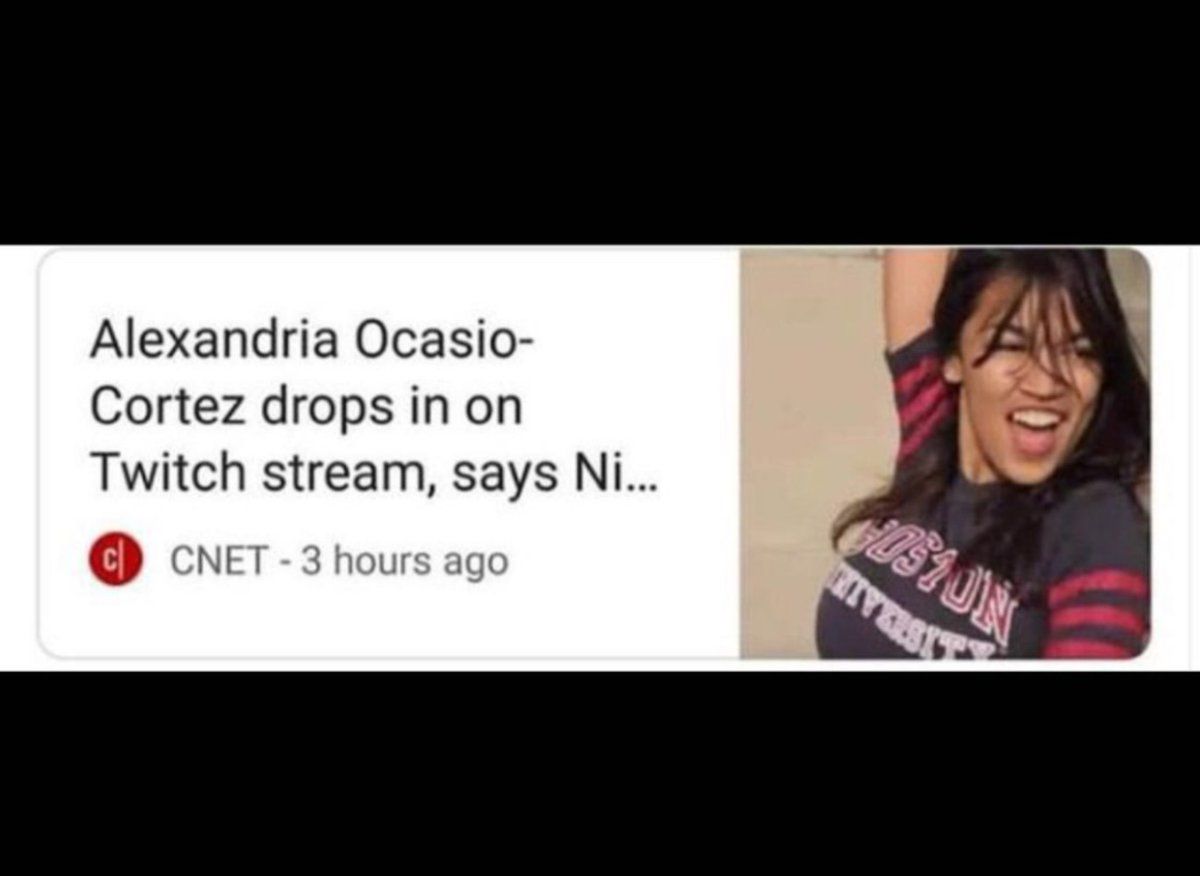 Alexandria Ocasio-
Cortez drops in on
Twitch stream, says Ni...
c|
CNET - 3 hours ago
BOSTON
UNIVERSITY